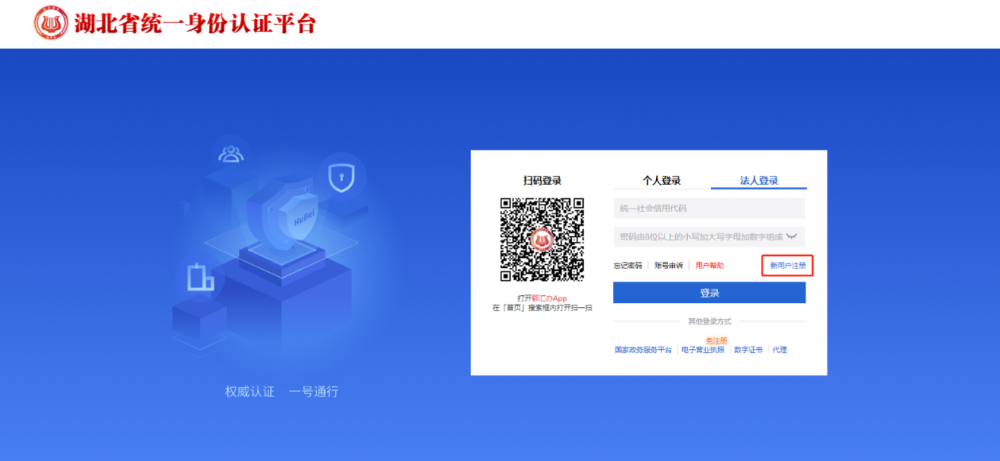 湖北省统一身份认证平台
HuBei
权威认证 一号通行
扫码登录
打开鄂汇办App
在「首页」搜索框内打开扫一扫
个人登录 法人登录
统一社会信用代码
密码由8位以上的小写加大写字母加数字组成
忘记密码 账号申诉 用户帮助 新用户注册
登录
其他登录方式
免注册
国家政务服务平台 电子营业执照 数字证书 代理